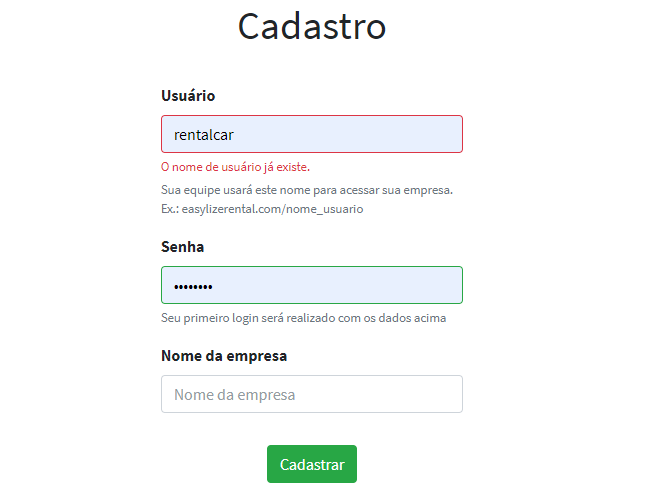 Cadastro
Usuário
rentalcar
O nome de usuário já existe.
Sua equipe usará este nome para acessar sua empresa.
Ex.: easylizerental.com/nome_usuario
Senha
••••••••
Seu primeiro login será realizado com os dados acima
Nome da empresa
Nome da empresa
Cadastrar